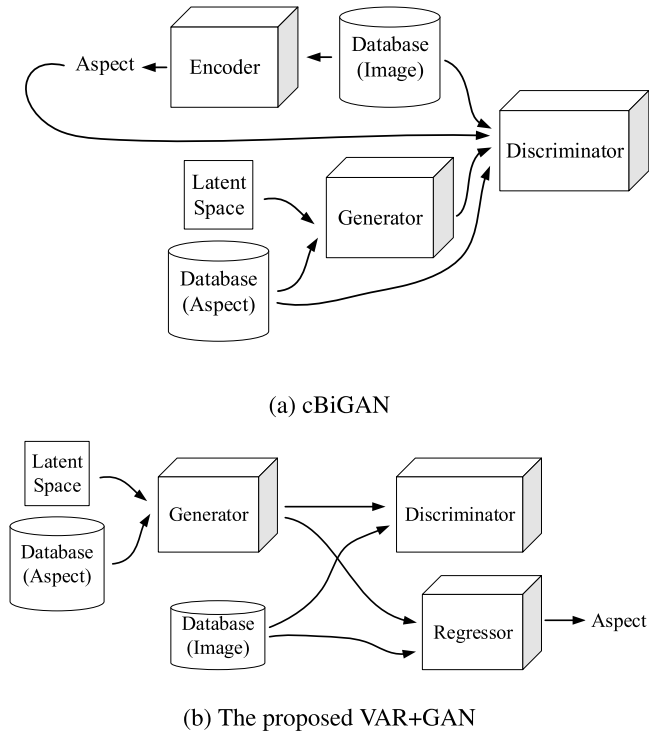 Aspect
Encoder
Database
(Image)
Discriminator
Latent
Space
Generator
Database
(Aspect)
(a) cBiGAN
Latent
Space
Generator
Discriminator
Database
(Aspect)
Database
(Image)
Regressor
Aspect
(b) The proposed VAR+GAN